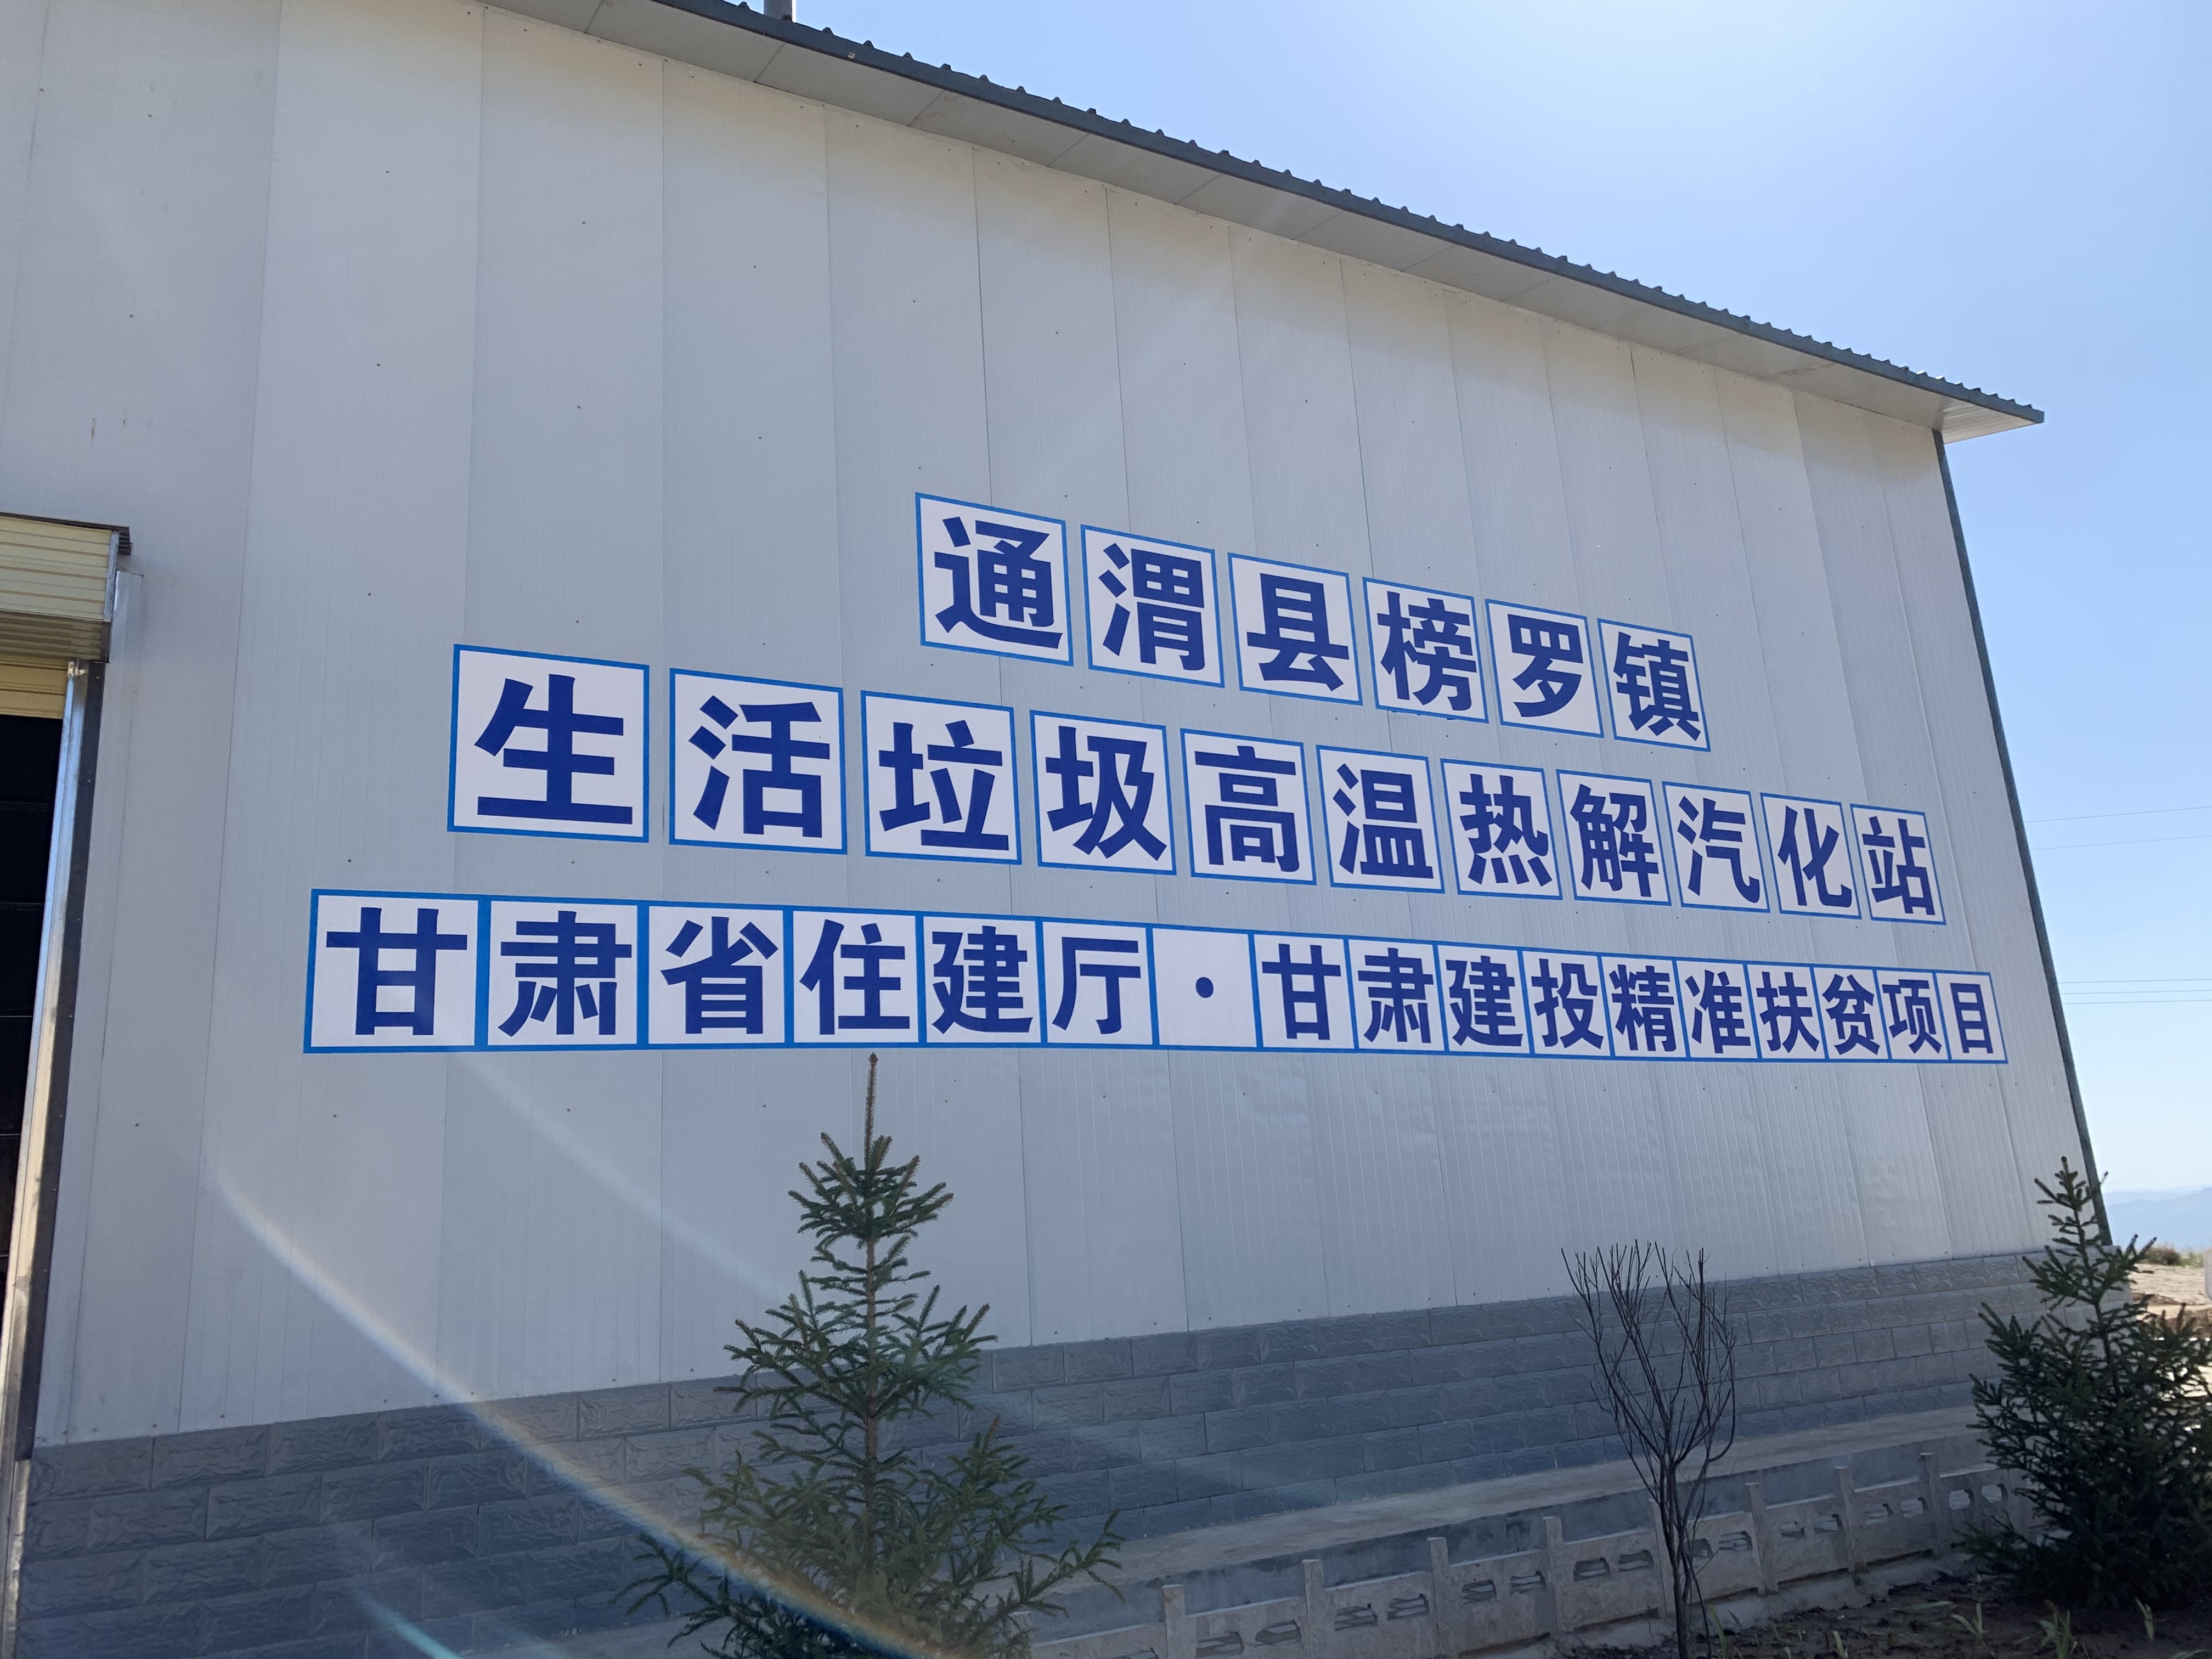 通渭县榜罗镇
生活垃圾高温热解汽化站
甘肃省住建厅·甘肃建投精准扶贫项目